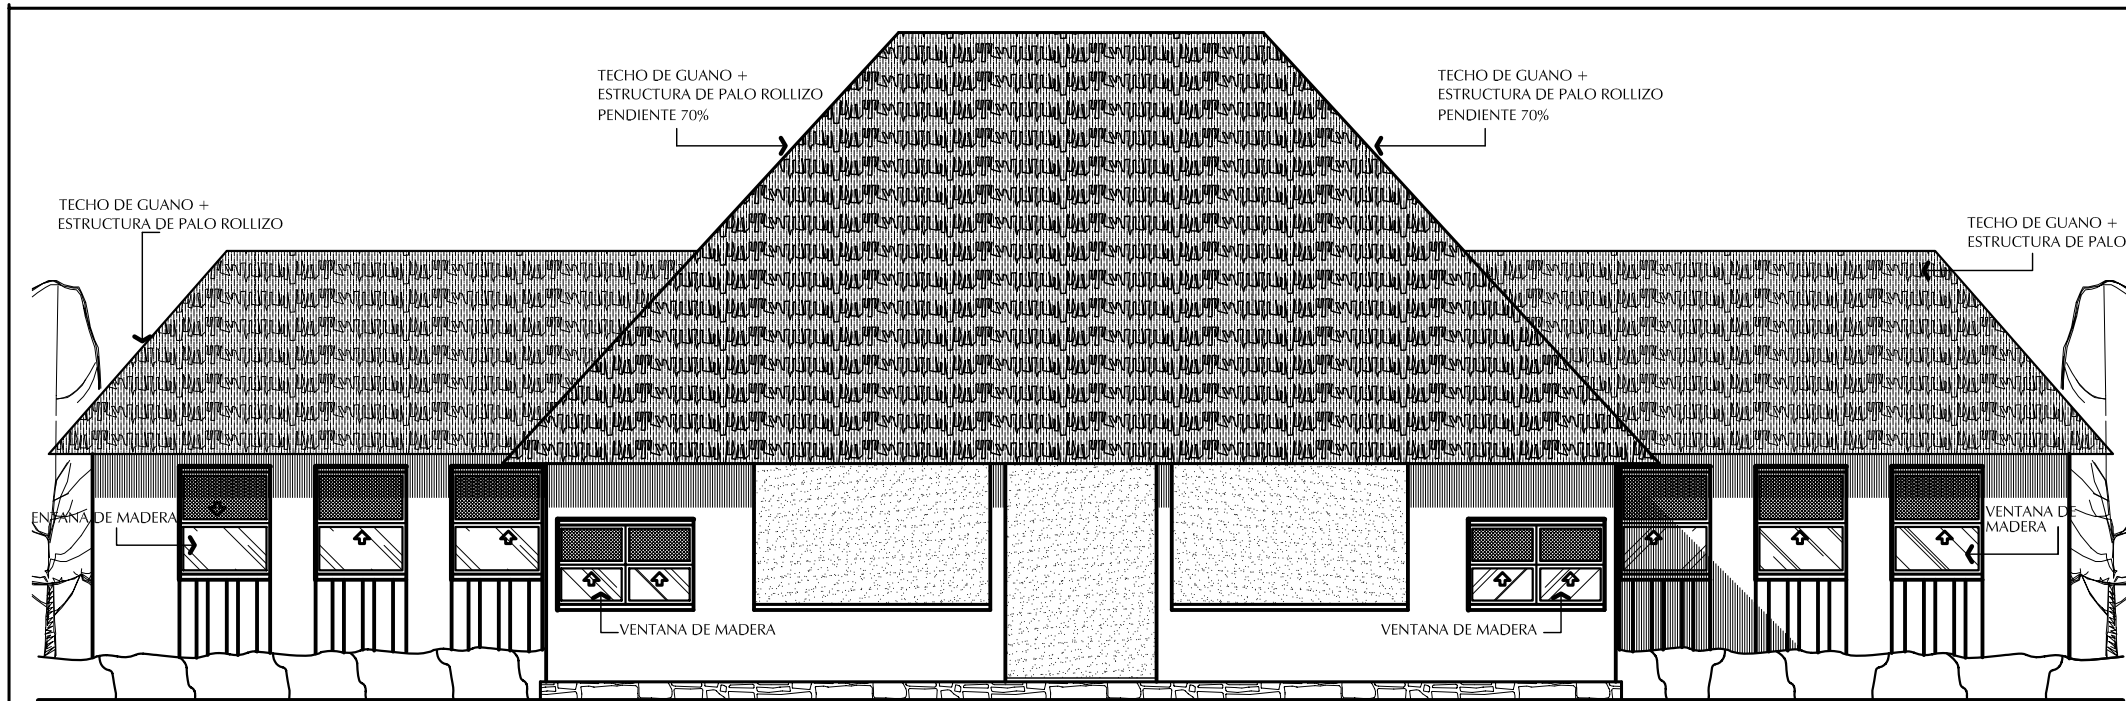 TECHO DE GUANO +
ESTRUCTURA DE PALO ROLLIZO
PENDIENTE 70%
TECHO DE GUANO +
ESTRUCTURA DE PALO ROLLIZO
PENDIENTE 70%
TECHO DE GUANO +
ESTRUCTURA DE PALO ROLLIZO
TECHO DE GUANO +
ESTRUCTURA DE PALO
ENTANA DE MADERA
VENTANA DE
MADERA
VENTANA DE MADERA
VENTANA DE MADERA